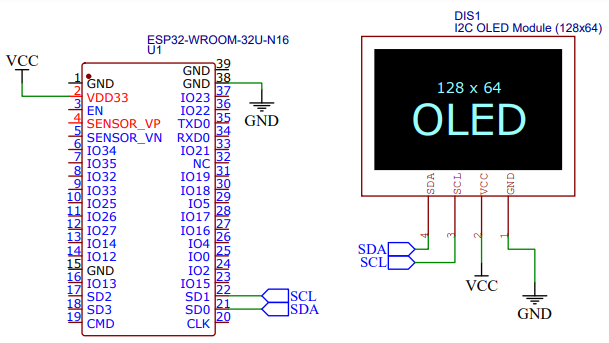 ESP32-WROOM-32U-N16
U1
VCC
1 GND
2 VDD33
3 EN
4 SENSOR_VP
5 SENSOR_VN
6 IO34
7 IO35
8 IO32
9 IO33
10 IO25
11 IO26
12 IO27
13 IO14
14 IO12
15 GND
16 IO13
17 SD2
18 SD3
19 CMD
GND 39
GND 38
IO23 37
IO22 36
TXD0 35
RXD0 34
IO21 33
NC 32
IO19 31
IO18 30
IO5 29
IO17 28
IO16 27
IO4 26
IO0 25
IO2 24
IO15 23
SD1 22
SD0 21
CLK 20
GND
SCL
SDA
DIS1
I2C OLED Module (128x64)
128 x 64
OLED
SDA
SCL
VCC
GND
4
3
2
1
SDA
SCL
VCC
GND